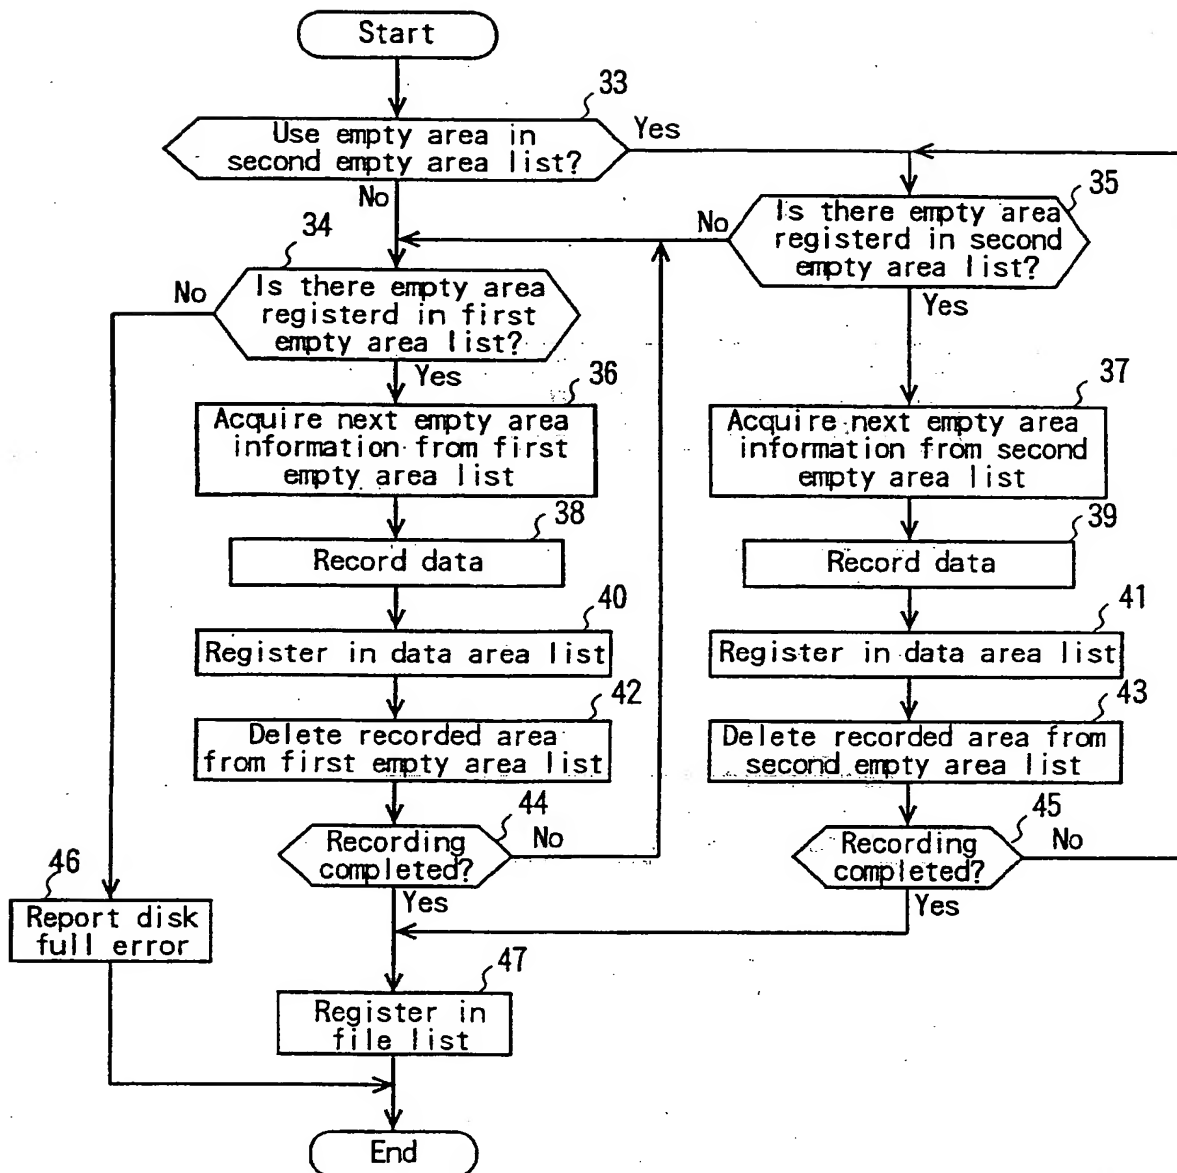 Start
33
Use empty area in
second empty area list?
Yes
No
35
Is there empty area
registerd in second
empty area list?
No
Yes
34
Is there empty area
registerd in first
empty area list?
No
Yes
36
Acquire next empty area
information from first
empty area list
37
Acquire next empty area
information from second
empty area list
38
Record data
39
Record data
40
Register in data area list
41
Register in data area list
42
Delete recorded area
from first empty area list
43
Delete recorded area from
second empty area list
44
Recording
completed?
No
Yes
45
Recording
completed?
No
Yes
46
Report disk
full error
47
Register in
file list
End